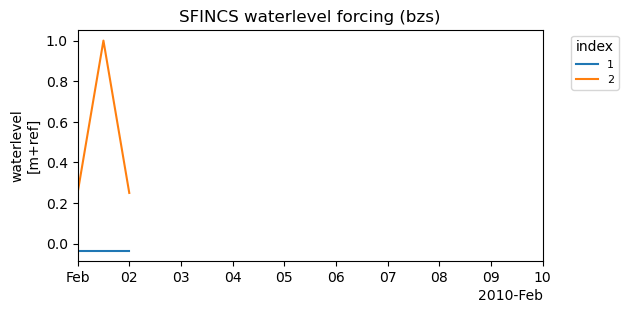 SFINCS waterlevel forcing (bzs)
index
1
2
waterlevel
[m+ref]
1.0
0.8
0.6
0.4
0.2
0.0
Feb 02 03 04 05 06 07 08 09 10
2010-Feb